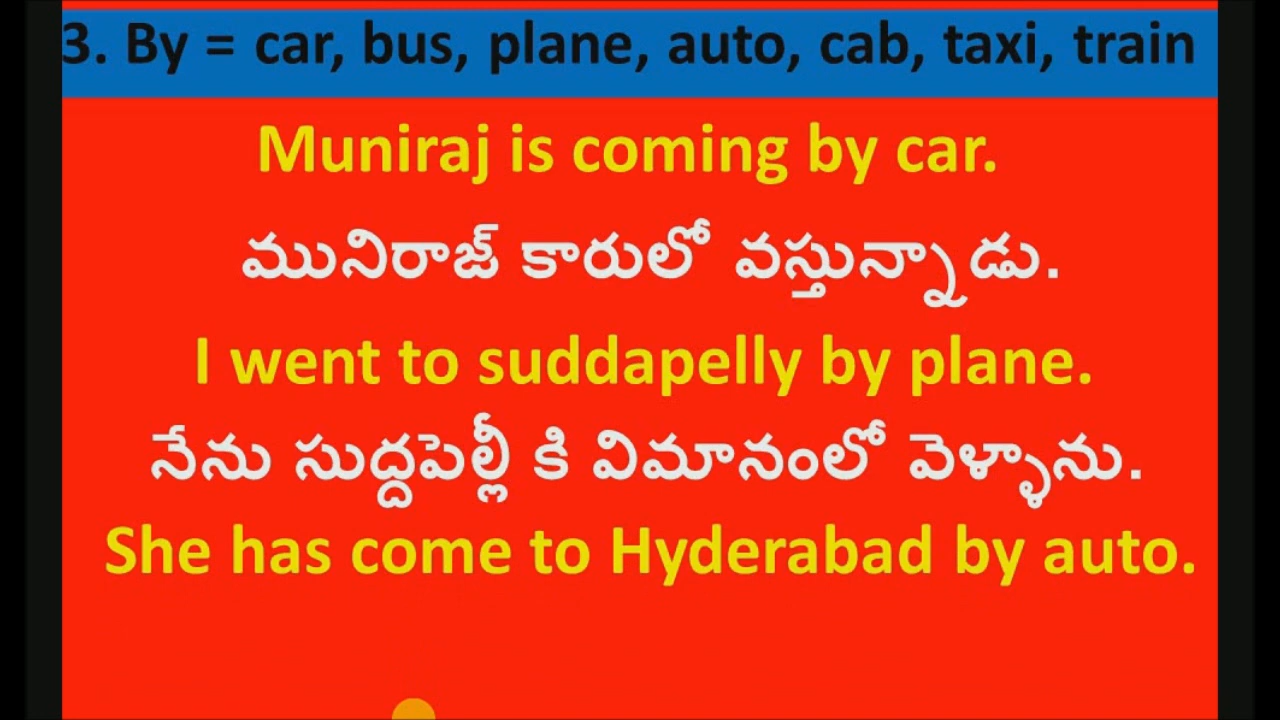 3. By = car, bus, plane, auto, cab, taxi, train
Muniraj is coming by car.
మునిరాజ్ కారులో వస్తున్నాడు.
I went to suddapelly by plane.
నేను సుద్దపెల్లీ కి విమానంలో వెళ్ళాను.
She has come to Hyderabad by auto.